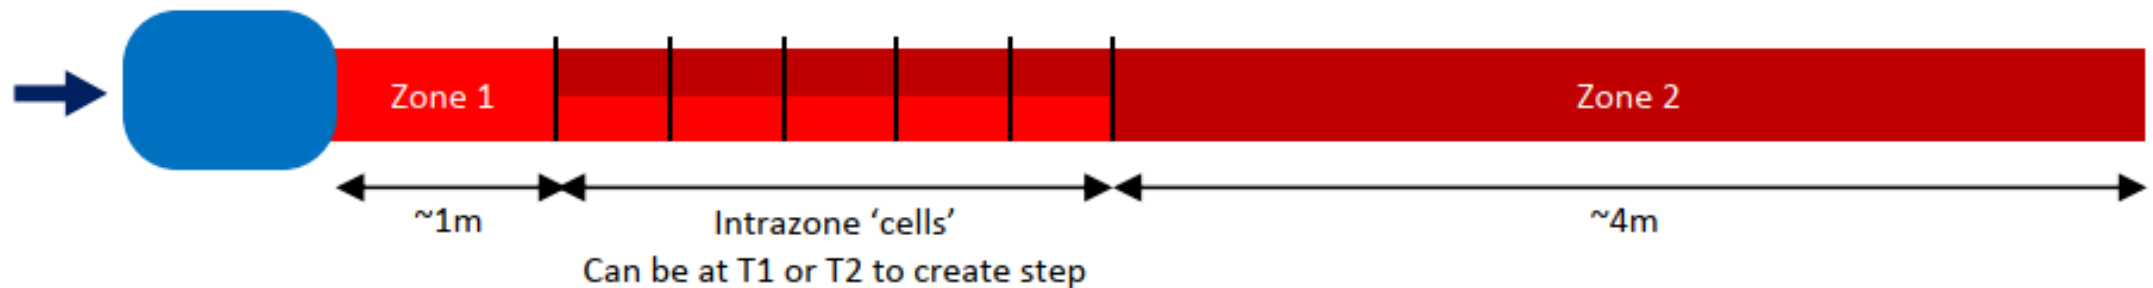 Zone 1
Zone 2
~1m
Intrazone ‘cells’
~4m
Can be at T1 or T2 to create step